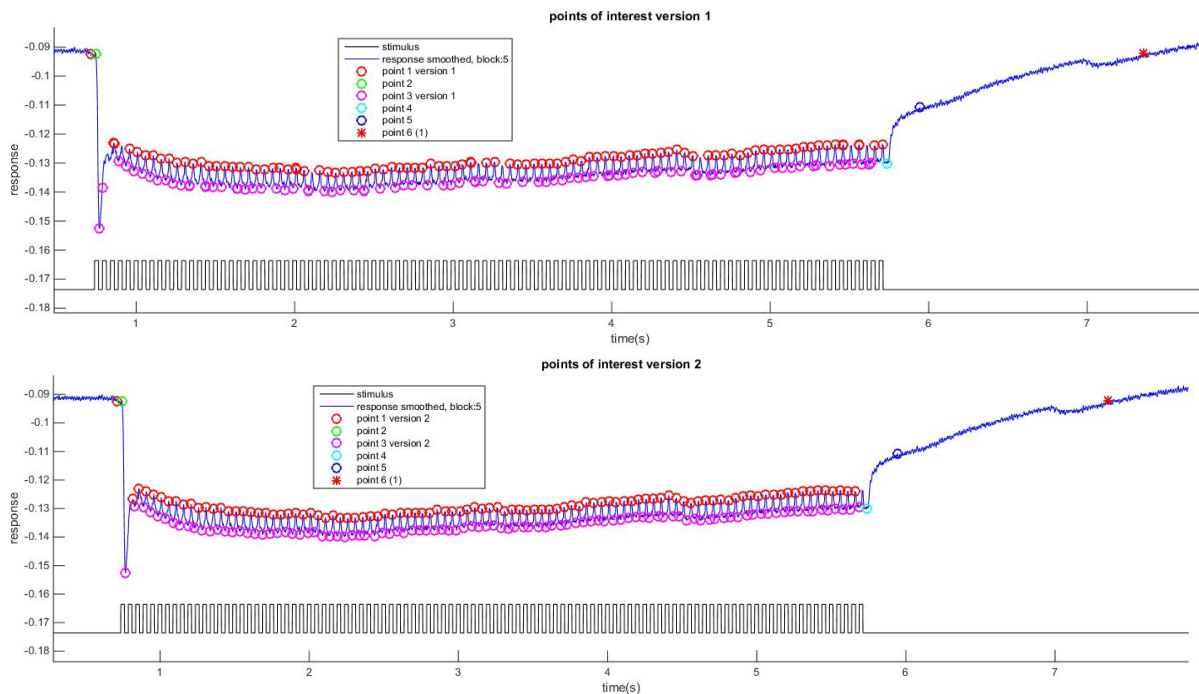 points of interest version 1
stimulus
response smoothed, block:5
point 1 version 1
point 2
point 3 version 1
point 4
point 5
point 6 (1)
-0.09
-0.1
-0.11
-0.12
-0.13
-0.14
-0.15
-0.16
-0.17
-0.18
response
1 2 3 4 5 6 7
time(s)
points of interest version 2
stimulus
response smoothed, block:5
point 1 version 2
point 2
point 3 version 2
point 4
point 5
point 6 (1)
-0.09
-0.1
-0.11
-0.12
-0.13
-0.14
-0.15
-0.16
-0.17
-0.18
response
1 2 3 4 5 6 7
time(s)